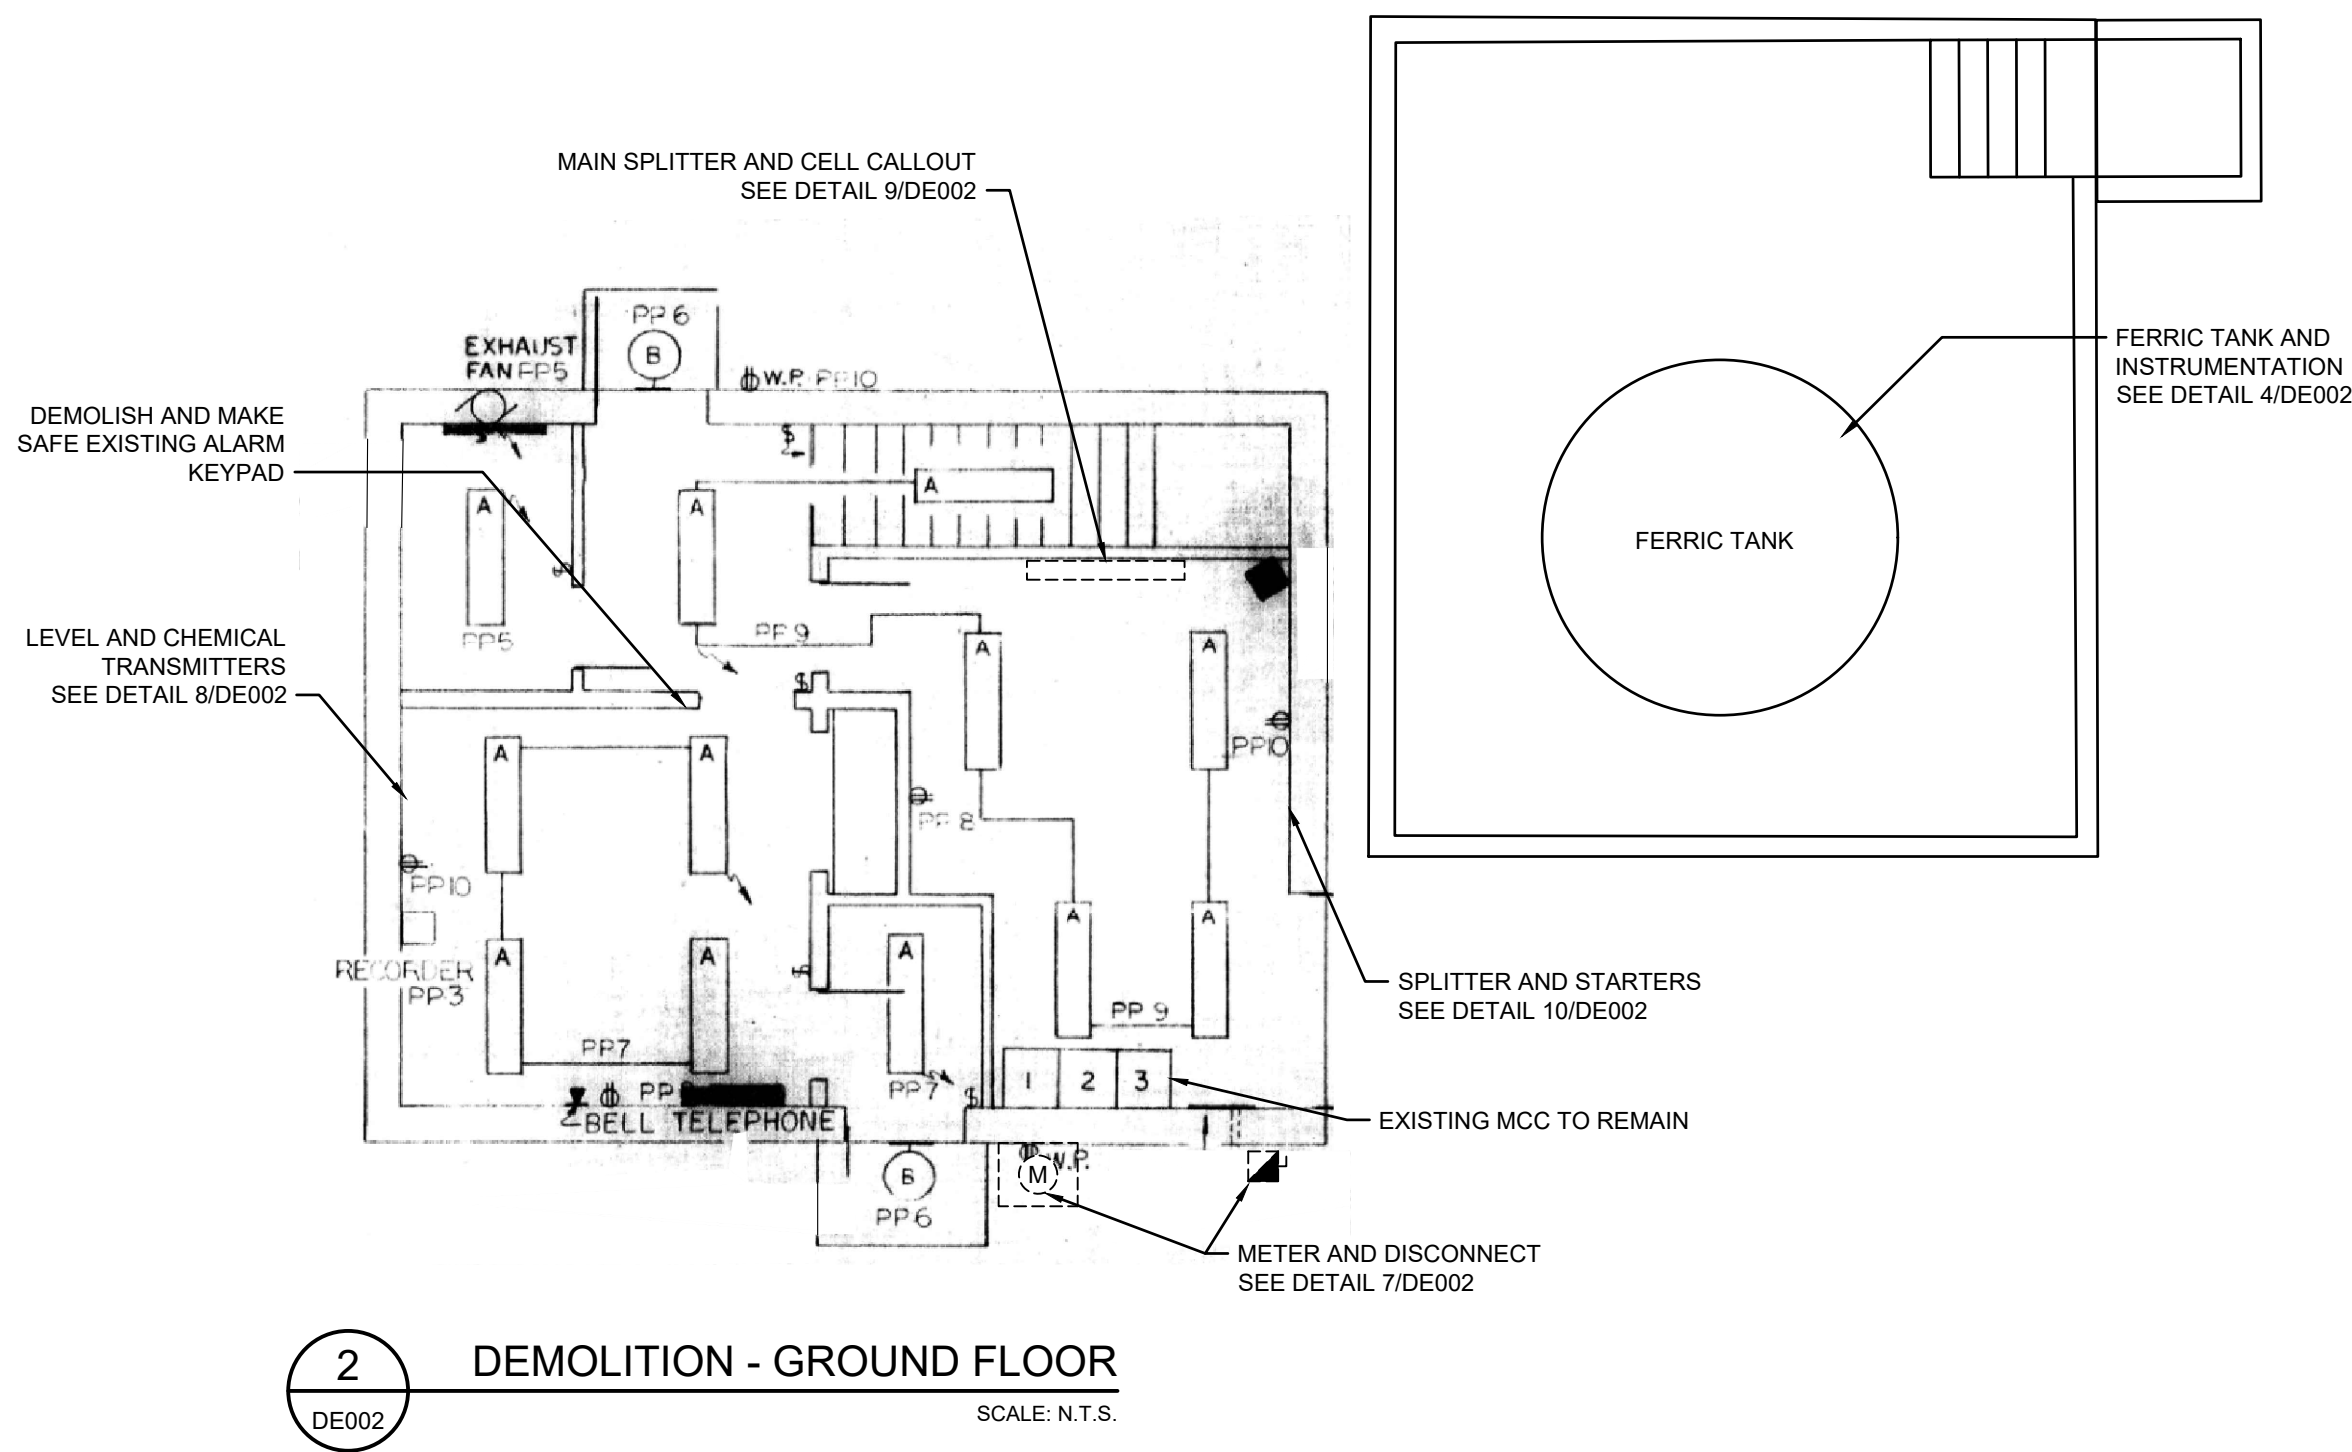 MAIN SPLITTER AND CELL CALLOUT
SEE DETAIL 9/DE002
PP 6
B
EXHAUST
FAN PP5
W.P. PP10
DEMOLISH AND MAKE
SAFE EXISTING ALARM
KEYPAD
FERRIC TANK AND
INSTRUMENTATION
SEE DETAIL 4/DE002
FERRIC TANK
$
2
A
A
A
$
PP5
PP9
LEVEL AND CHEMICAL
TRANSMITTERS
SEE DETAIL 8/DE002
A
A
$
PP10
A
A
PP 8
PP10
A
A
RECORDER
PP3
A
A
A
$
SPLITTER AND STARTERS
SEE DETAIL 10/DE002
PP 9
PP7
1 2 3
PP
PP7
$
BELL TELEPHONE
EXISTING MCC TO REMAIN
W.P.
M
B
PP6
METER AND DISCONNECT
SEE DETAIL 7/DE002
2
DE002
DEMOLITION - GROUND FLOOR
SCALE: N.T.S.